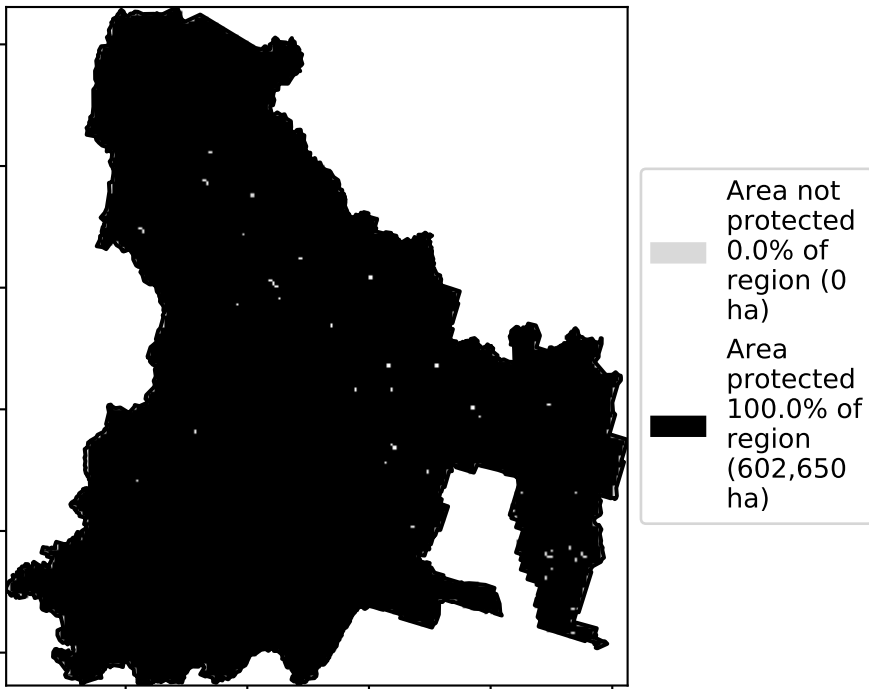 Area not
protected
0.0% of
region (0
ha)
Area
protected
100.0% of
region
(602,650
ha)